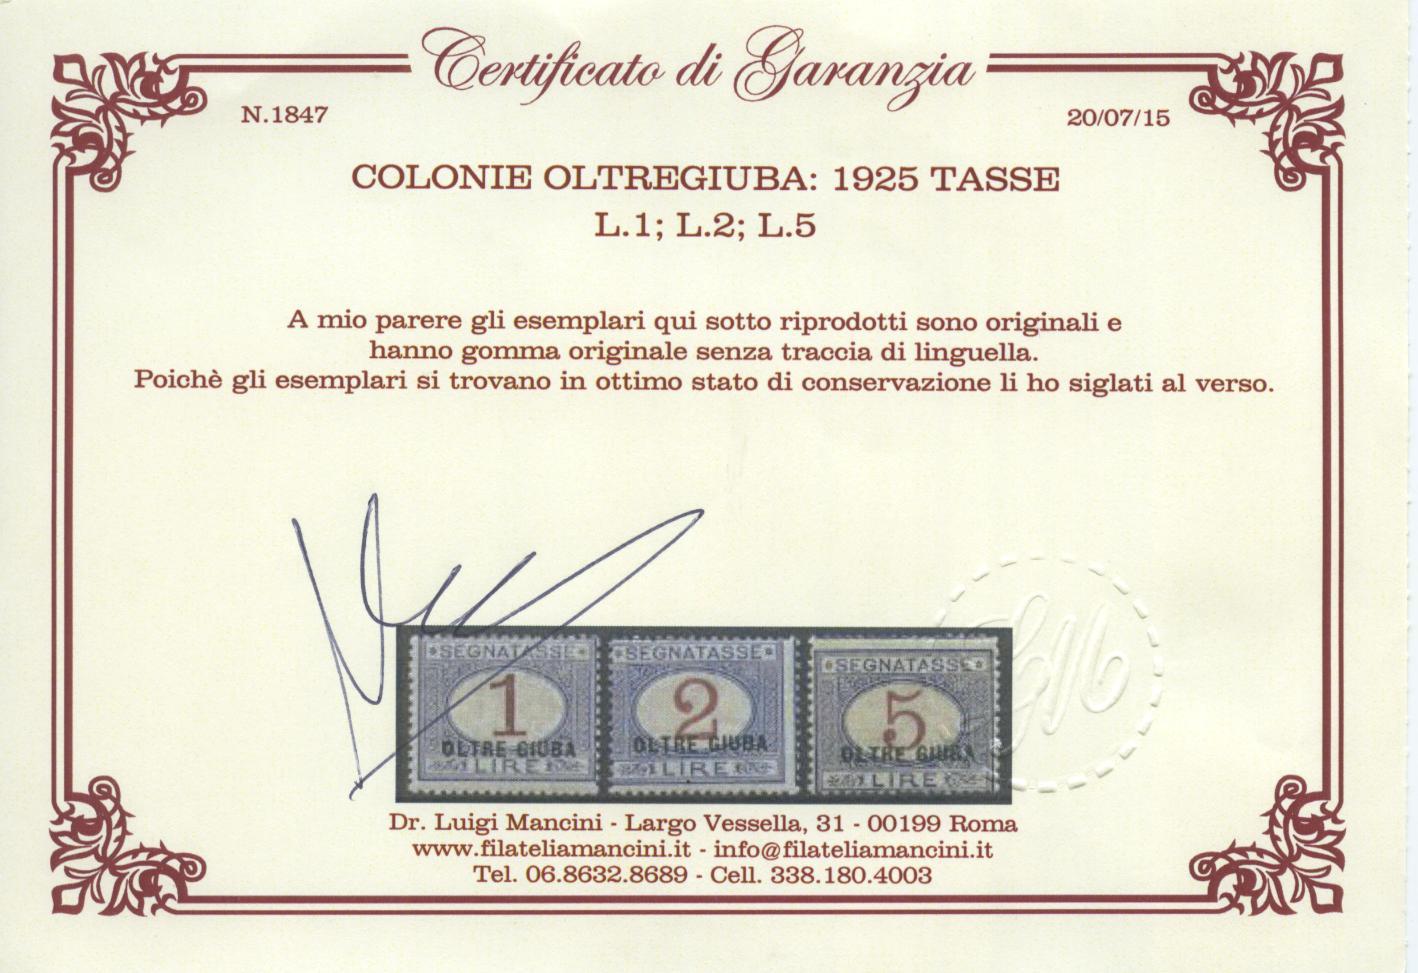 Certificato di Garanzia
N.1847
20/07/15
COLONIE OLTREGIUBA: 1925 TASSE
L.1; L.2; L.5
A mio parere gli esemplari qui sotto riprodotti sono originali e
hanno gomma originale senza traccia di linguella.
Poichè gli esemplari si trovano in ottimo stato di conservazione li ho siglati al verso.
SEGNATASSE
1
OLTRE GIUBA
LIRE
SEGNATASSE
2
OLTRE GIUBA
LIRE
SEGNATASSE
5
OLTRE GIUBA
LIRE
Dr. Luigi Mancini - Largo Vessella, 31 - 00199 Roma
www.filateliamancini.it - info@filateliamancini.it
Tel. 06.8632.8689 - Cell. 338.180.4003